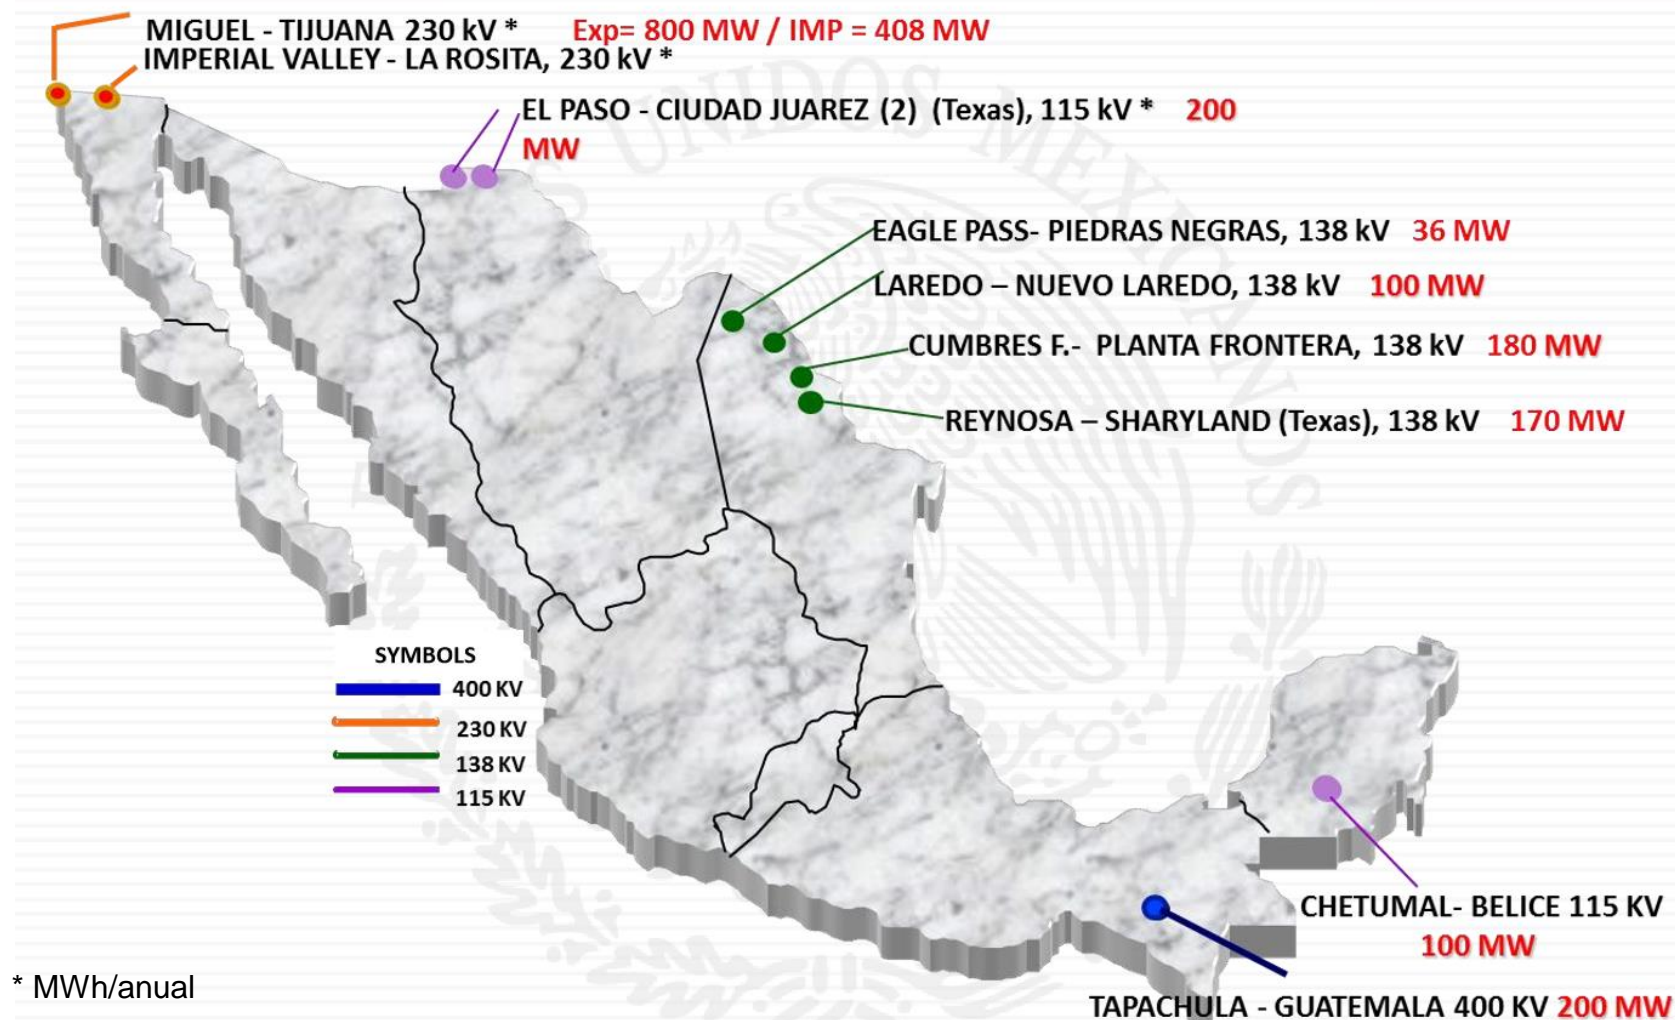 MIGUEL - TIJUANA 230 kV * Exp= 800 MW / IMP = 408 MW
IMPERIAL VALLEY - LA ROSITA, 230 kV *
EL PASO - CIUDAD JUAREZ (2) (Texas), 115 kV * 200
MW
EAGLE PASS- PIEDRAS NEGRAS, 138 kV 36 MW
LAREDO – NUEVO LAREDO, 138 kV 100 MW
CUMBRES F.- PLANTA FRONTERA, 138 kV 180 MW
REYNOSA – SHARYLAND (Texas), 138 kV 170 MW
SYMBOLS
400 KV
230 KV
138 KV
115 KV
CHETUMAL- BELICE 115 KV
100 MW
TAPACHULA - GUATEMALA 400 KV 200 MW
* MWh/anual
UNIDOS MEXICANOS